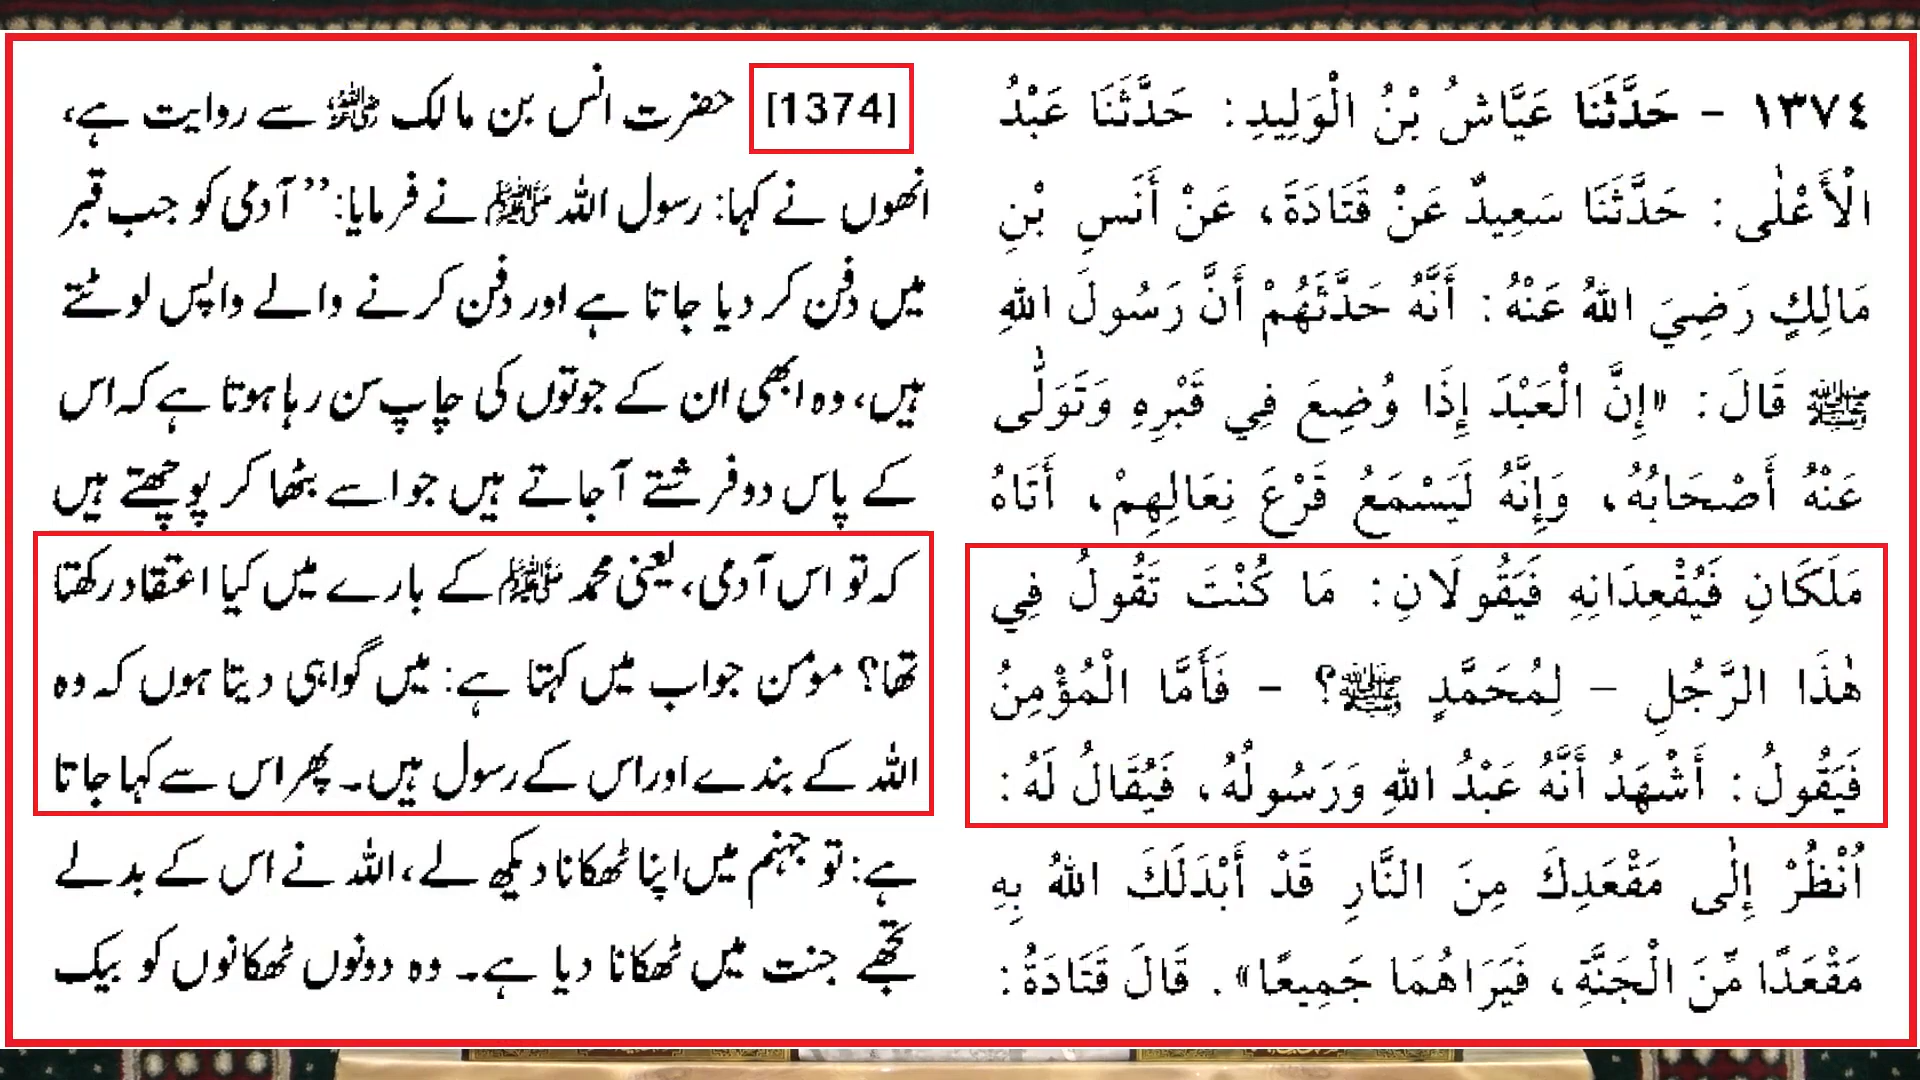 ١٣٧٤ - حَدَّثَنَا عَيَّاشُ بْنُ الْوَلِيدِ: حَدَّثَنَا عَبْدُ
الْأَعْلٰى: حَدَّثَنَا سَعِيدٌ عَنْ قَتَادَةَ، عَنْ أَنَسِ بْنِ
مَالِكٍ رَضِيَ اللهُ عَنْهُ: أَنَّهُ حَدَّثَهُمْ أَنَّ رَسُولَ اللهِ
ﷺ قَالَ: «إِنَّ الْعَبْدَ إِذَا وُضِعَ فِي قَبْرِهِ وَتَوَلّٰى
عَنْهُ أَصْحَابُهُ، وَإِنَّهُ لَيَسْمَعُ قَرْعَ نِعَالِهِمْ، أَتَاهُ
مَلَكَانِ فَيُقْعِدَانِهِ فَيَقُولَانِ: مَا كُنْتَ تَقُولُ فِي
هٰذَا الرَّجُلِ - لِمُحَمَّدٍ ﷺ؟ - فَأَمَّا الْمُؤْمِنُ
فَيَقُولُ: أَشْهَدُ أَنَّهُ عَبْدُ اللهِ وَرَسُولُهُ، فَيُقَالُ لَهُ:
اُنْظُرْ إِلٰى مَقْعَدِكَ مِنَ النَّارِ قَدْ أَبْدَلَكَ اللهُ بِهِ
مَقْعَدًا مِّنَ الْجَنَّةِ، فَيَرَاهُمَا جَمِيعًا». قَالَ قَتَادَةُ:
[1374] حضرت انس بن مالک رضی اللہ عنہ سے روایت ہے،
انھوں نے کہا: رسول اللہ ﷺ نے فرمایا: ’’آدمی کو جب قبر
میں دفن کر دیا جاتا ہے اور دفن کرنے والے واپس لوٹتے
ہیں، وہ ابھی ان کے جوتوں کی چاپ سن رہا ہوتا ہے کہ اس
کے پاس دو فرشتے آجاتے ہیں جو اسے بٹھا کر پوچھتے ہیں
کہ تو اس آدمی، یعنی محمد ﷺ کے بارے میں کیا اعتقاد رکھتا
تھا؟ مومن جواب میں کہتا ہے: میں گواہی دیتا ہوں کہ وہ
اللہ کے بندے اور اس کے رسول ہیں۔ پھر اس سے کہا جاتا
ہے: تو جہنم میں اپنا ٹھکانا دیکھ لے، اللہ نے اس کے بدلے
تجھے جنت میں ٹھکانا دیا ہے۔ وہ دونوں ٹھکانوں کو بیک